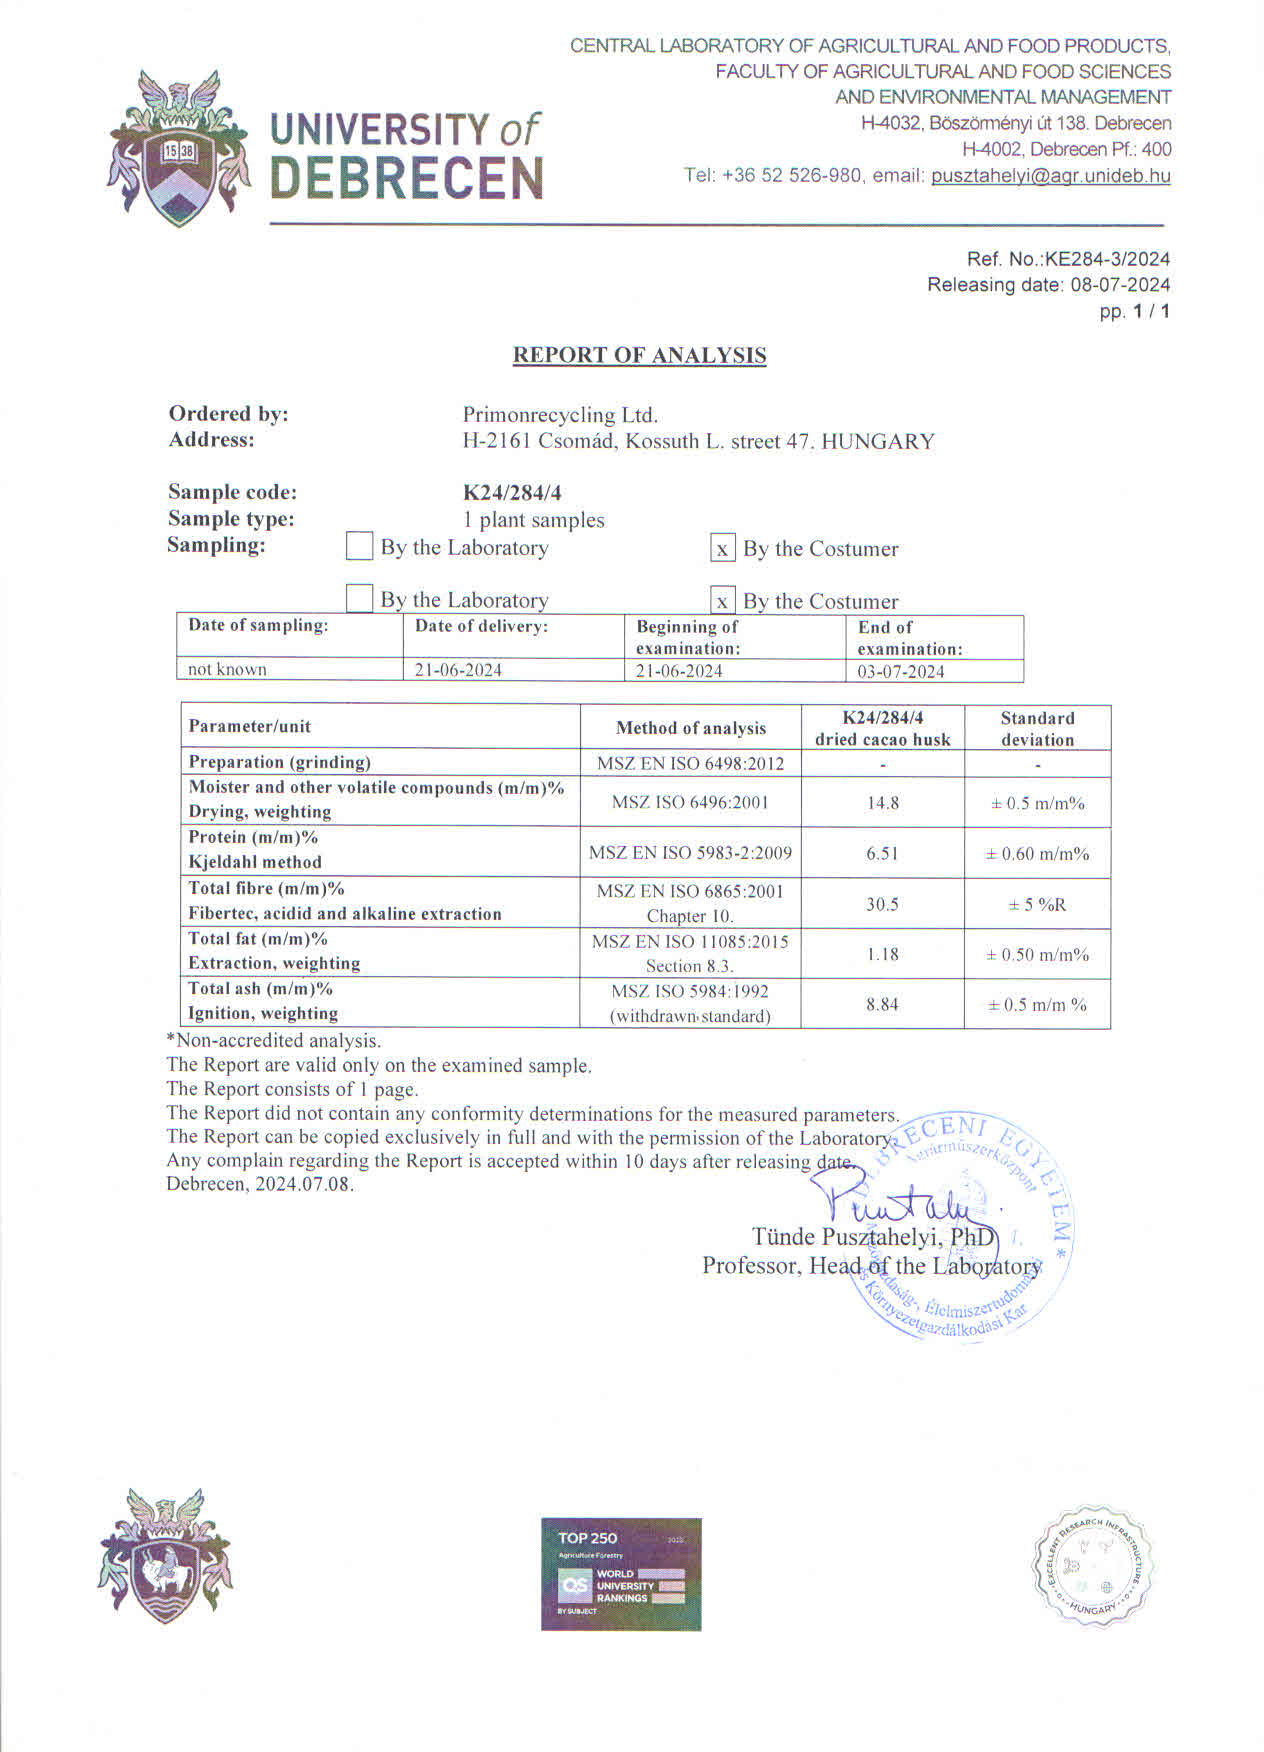 15 38
UNIVERSITY of
DEBRECEN
CENTRAL LABORATORY OF AGRICULTURAL AND FOOD PRODUCTS,
FACULTY OF AGRICULTURAL AND FOOD SCIENCES
AND ENVIRONMENTAL MANAGEMENT
H-4032, Böszörményi út 138. Debrecen
H-4002, Debrecen Pf.: 400
Tel: +36 52 526-980, email: pusztahelyi@agr.unideb.hu
Ref. No.:KE284-3/2024
Releasing date: 08-07-2024
pp. 1 / 1
REPORT OF ANALYSIS
Ordered by: Primonrecycling Ltd.
Address: H-2161 Csomád, Kossuth L. street 47. HUNGARY
Sample code: K24/284/4
Sample type: 1 plant samples
Sampling: By the Laboratory x By the Costumer
By the Laboratory x By the Costumer
Date of sampling: Date of delivery: Beginning of examination: End of examination:
not known 21-06-2024 21-06-2024 03-07-2024
Parameter/unit Method of analysis K24/284/4 dried cacao husk Standard deviation
Preparation (grinding) MSZ EN ISO 6498:2012 - -
Moister and other volatile compounds (m/m)% Drying, weighting MSZ ISO 6496:2001 14.8 ± 0.5 m/m%
Protein (m/m)% Kjeldahl method MSZ EN ISO 5983-2:2009 6.51 ± 0.60 m/m%
Total fibre (m/m)% Fibertec, acidid and alkaline extraction MSZ EN ISO 6865:2001 Chapter 10. 30.5 ± 5 %R
Total fat (m/m)% Extraction, weighting MSZ EN ISO 11085:2015 Section 8.3. 1.18 ± 0.50 m/m%
Total ash (m/m)% Ignition, weighting MSZ ISO 5984:1992 (withdrawn standard) 8.84 ± 0.5 m/m %
*Non-accredited analysis.
The Report are valid only on the examined sample.
The Report consists of 1 page.
The Report did not contain any conformity determinations for the measured parameters.
The Report can be copied exclusively in full and with the permission of the Laboratory.
Any complain regarding the Report is accepted within 10 days after releasing date.
Debrecen, 2024.07.08.
DEBRECENI EGYETEM *
Agrárműszerközpont
Mezőgazdaság-, Élelmiszertudományi
és Környezetgazdálkodási Kar
1.
Tünde Pusztahelyi, PhD
Professor, Head of the Laboratory
TOP 250
Agriculture Forestry
QS WORLD
UNIVERSITY
RANKINGS
BY SUBJECT
EXCELLENT RESEARCH INFRASTRUCTURE
HUNGARY